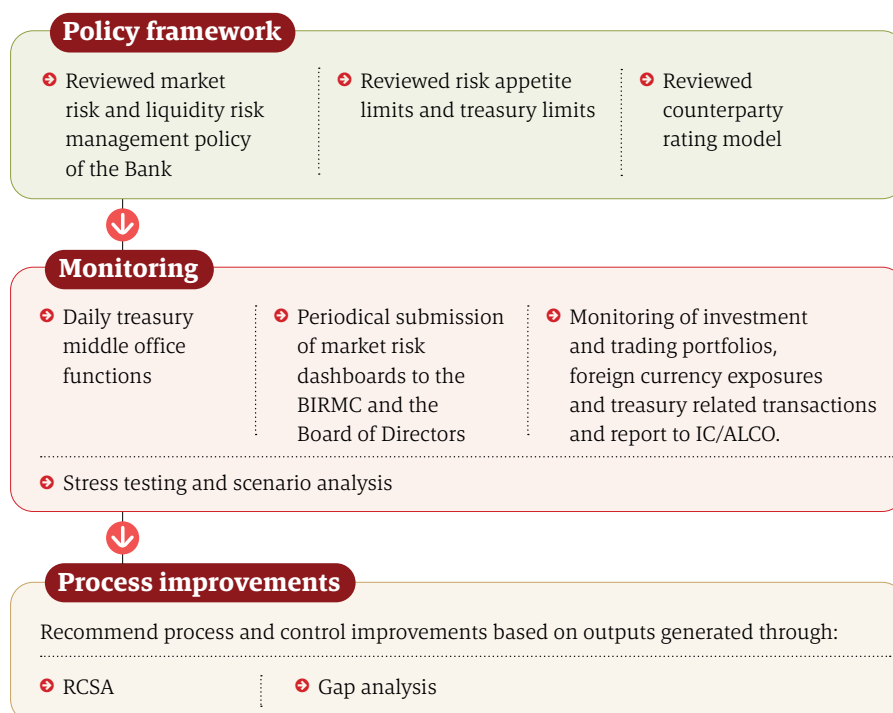 Policy framework
Reviewed market
risk and liquidity risk
management policy
of the Bank
Reviewed risk appetite
limits and treasury limits
Reviewed
counterparty
rating model
Monitoring
Daily treasury
middle office
functions
Periodical submission
of market risk
dashboards to the
BIRMC and the
Board of Directors
Monitoring of investment
and trading portfolios,
foreign currency exposures
and treasury related transactions
and report to IC/ALCO.
Stress testing and scenario analysis
Process improvements
Recommend process and control improvements based on outputs generated through:
RCSA
Gap analysis